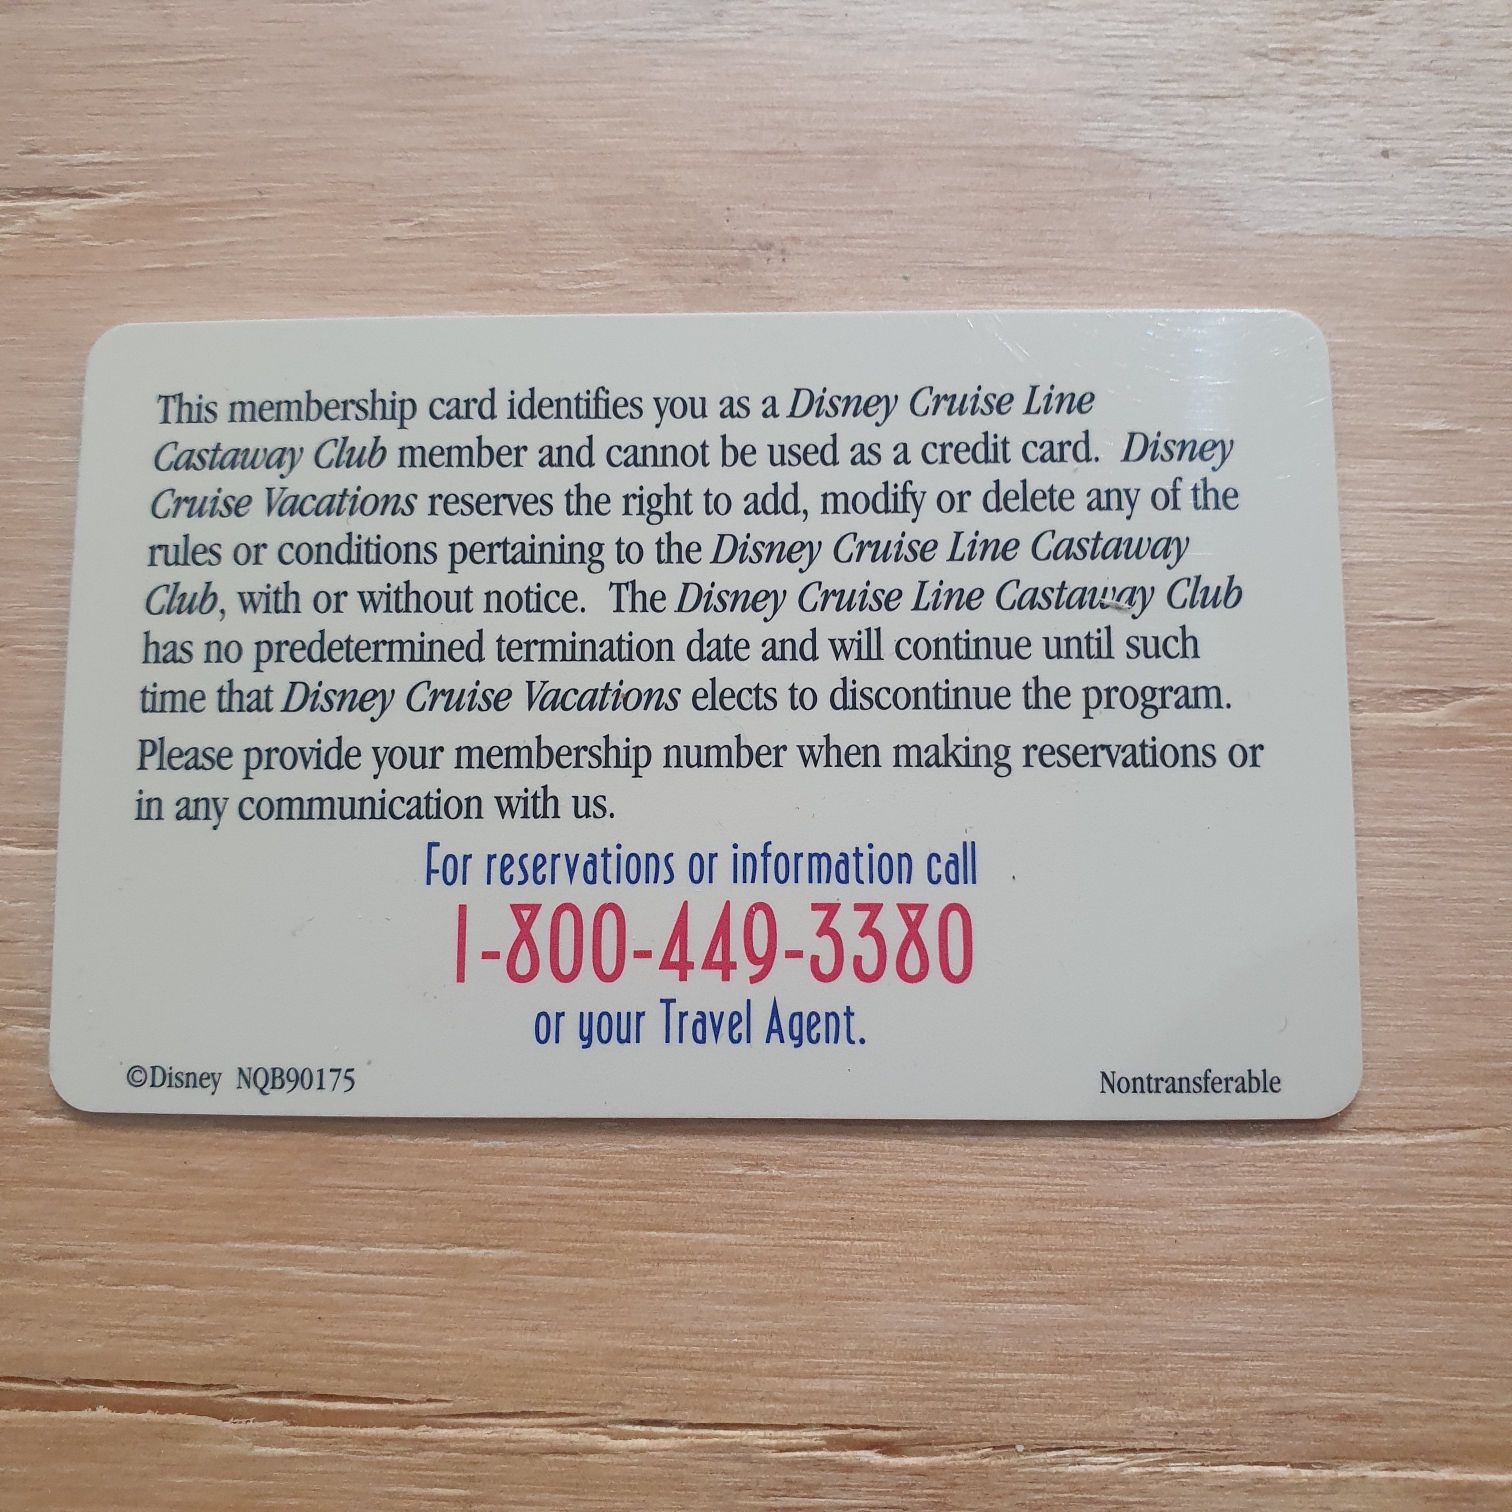 This membership card identifies you as a Disney Cruise Line
Castaway Club member and cannot be used as a credit card. Disney
Cruise Vacations reserves the right to add, modify or delete any of the
rules or conditions pertaining to the Disney Cruise Line Castaway
Club, with or without notice. The Disney Cruise Line Castaway Club
has no predetermined termination date and will continue until such
time that Disney Cruise Vacations elects to discontinue the program.
Please provide your membership number when making reservations or
in any communication with us.
For reservations or information call
1-800-449-3380
or your Travel Agent.
©Disney NQB90175
Nontransferable